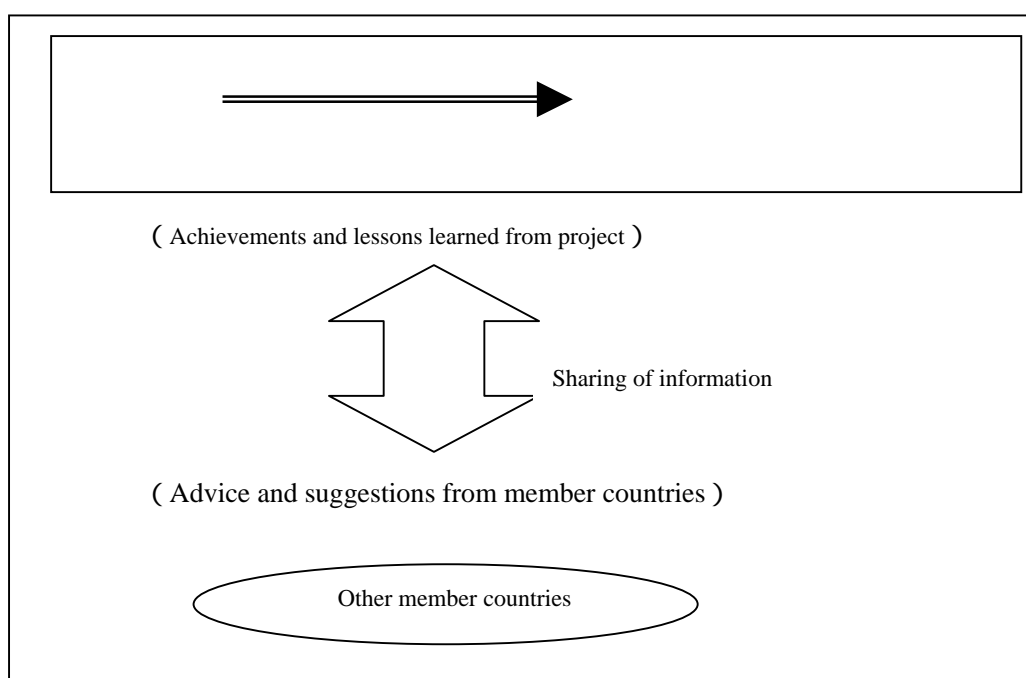 ( Achievements and lessons learned from project )
Sharing of information
( Advice and suggestions from member countries )
Other member countries